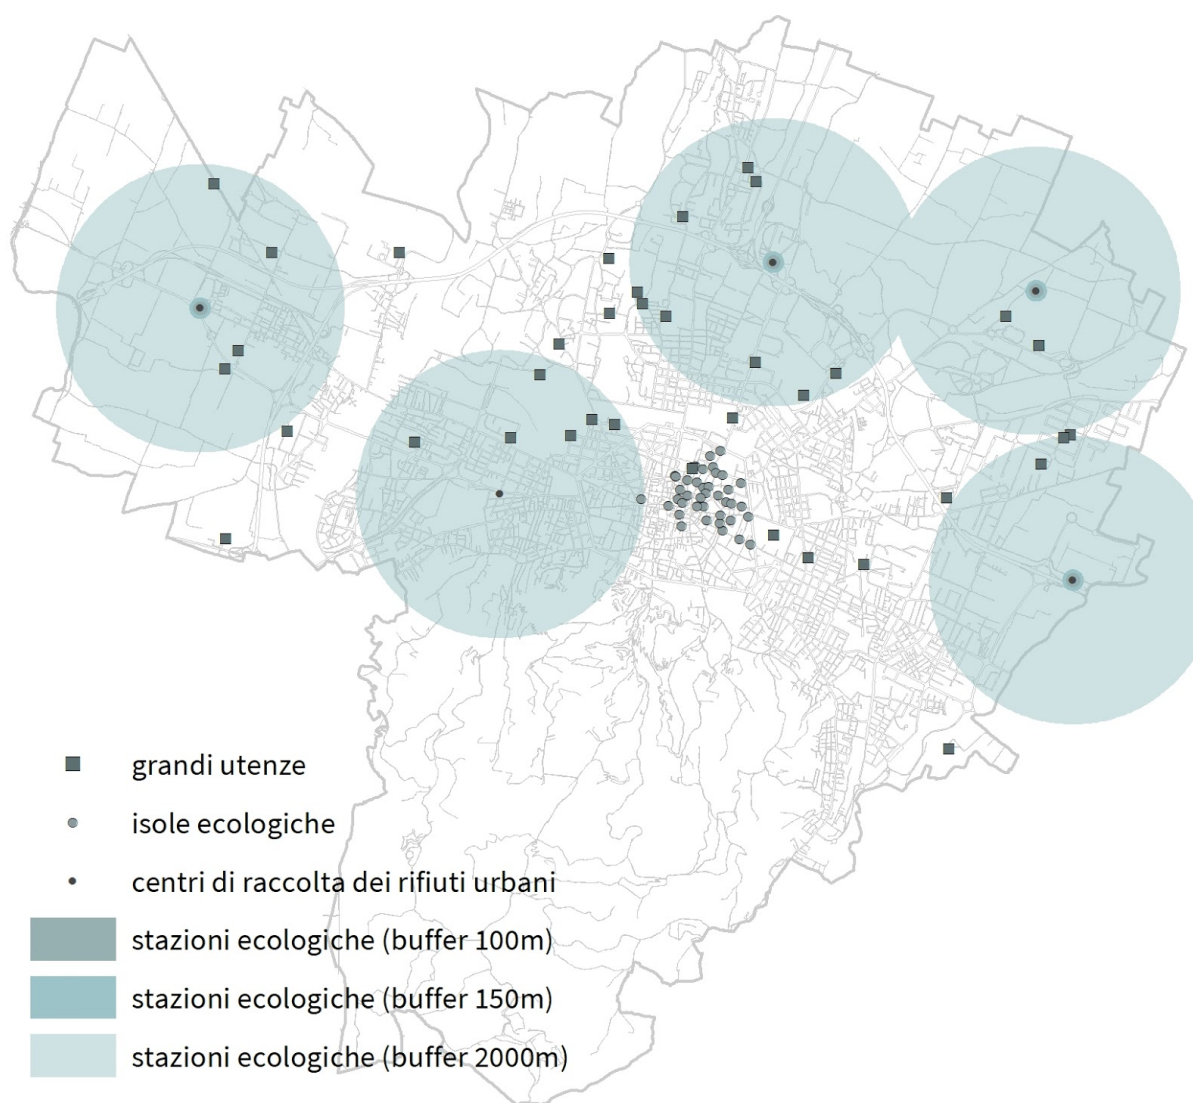 grandi utenze
isole ecologiche
centri di raccolta dei rifiuti urbani
stazioni ecologiche (buffer 100m)
stazioni ecologiche (buffer 150m)
stazioni ecologiche (buffer 2000m)